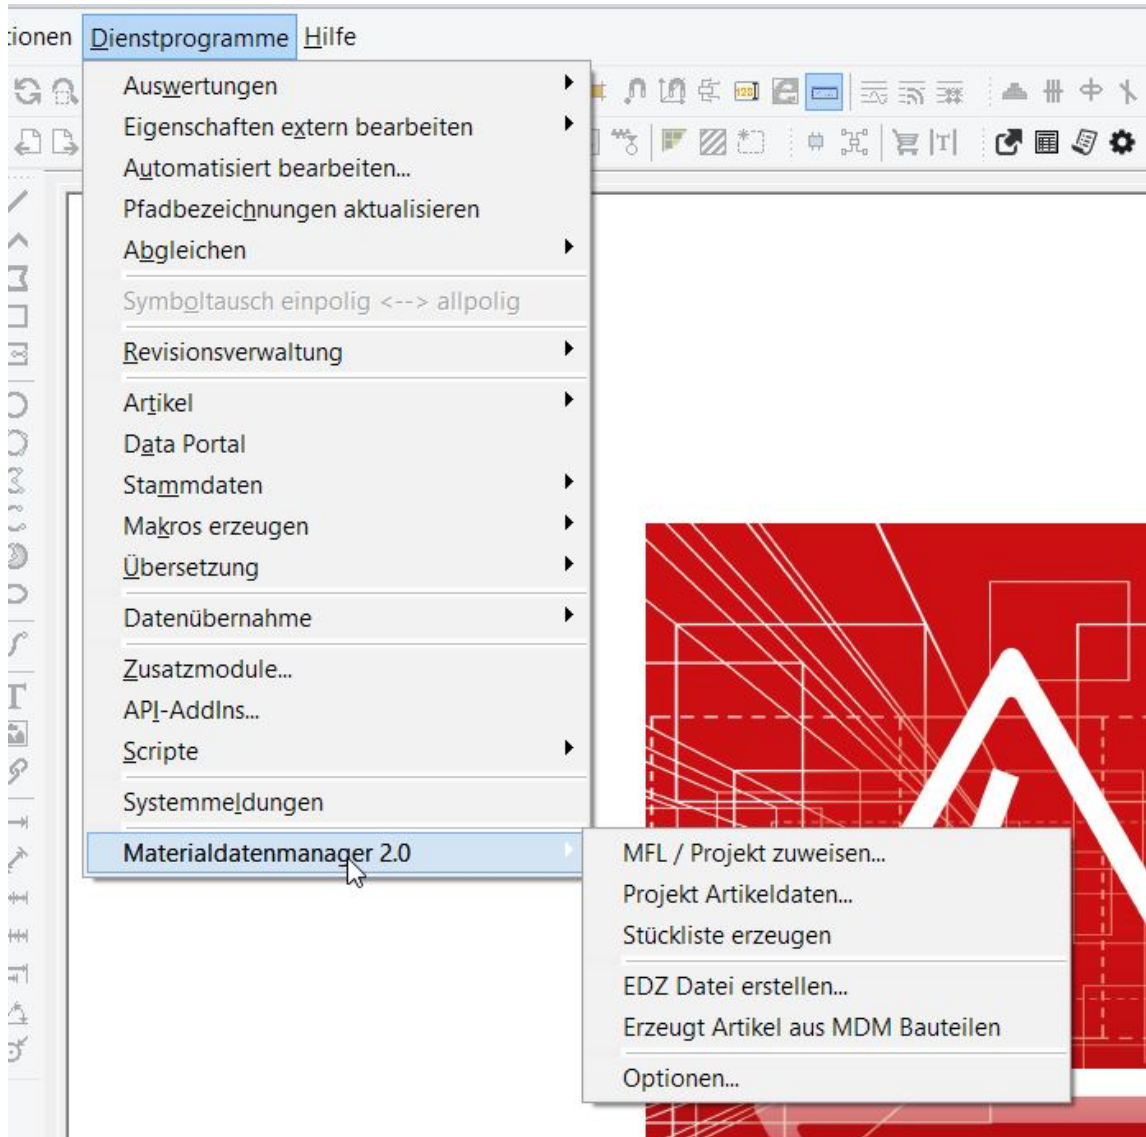 tionen Dienstprogramme Hilfe
Auswertungen
Eigenschaften extern bearbeiten
Automatisiert bearbeiten...
Pfadbezeichnungen aktualisieren
Abgleichen
Symboltausch einpolig <--> allpolig
Revisionsverwaltung
Artikel
Data Portal
Stammdaten
Makros erzeugen
Übersetzung
Datenübernahme
Zusatzmodule...
API-AddIns...
Scripte
Systemmeldungen
Materialdatenmanager 2.0
MFL / Projekt zuweisen...
Projekt Artikeldaten...
Stückliste erzeugen
EDZ Datei erstellen...
Erzeugt Artikel aus MDM Bauteilen
Optionen...